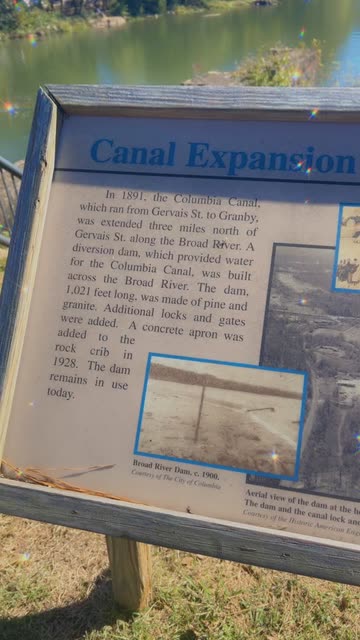 Canal Expansion
In 1891, the Columbia Canal,
which ran from Gervais St. to Granby,
was extended three miles north of
Gervais St. along the Broad River. A
diversion dam, which provided water
for the Columbia Canal, was built
across the Broad River. The dam,
1,021 feet long, was made of pine and
granite. Additional locks and gates
were added. A concrete apron was
added to the
rock crib in
1928. The dam
remains in use
today.
Broad River Dam, c. 1900.
Courtesy of The City of Columbia
Aerial view of the dam at the
The dam and the canal lock
Courtesy of the Historic American